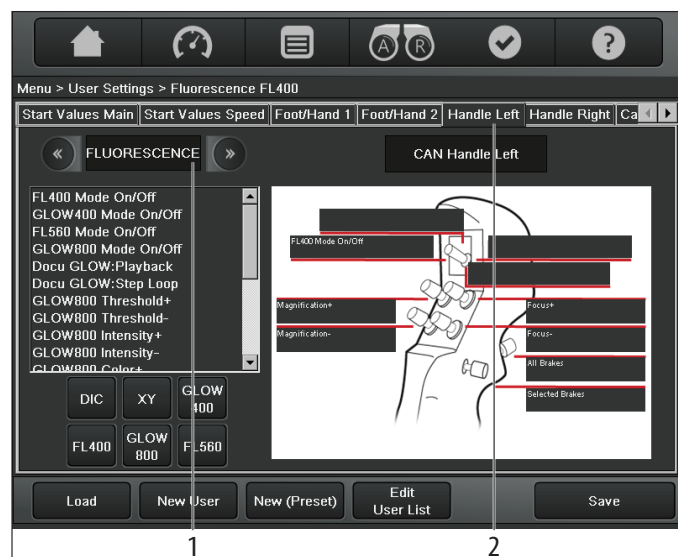 A R ?
Menu > User Settings > Fluorescence FL400
Start Values Main Start Values Speed Foot/Hand 1 Foot/Hand 2 Handle Left Handle Right Ca
« FLUORESCENCE »
CAN Handle Left
FL400 Mode On/Off
GLOW400 Mode On/Off
FL560 Mode On/Off
GLOW800 Mode On/Off
Docu GLOW:Playback
Docu GLOW:Step Loop
GLOW800 Threshold+
GLOW800 Threshold-
GLOW800 Intensity+
GLOW800 Intensity-
GLOW800 Color+
FL400 Mode On/Off
Magnification+
Focus+
Magnification-
Focus-
All Brakes
Selected Brakes
DIC XY GLOW
400
FL400 GLOW
800
FL560
Load New User New (Preset) Edit
User List
Save
1 2